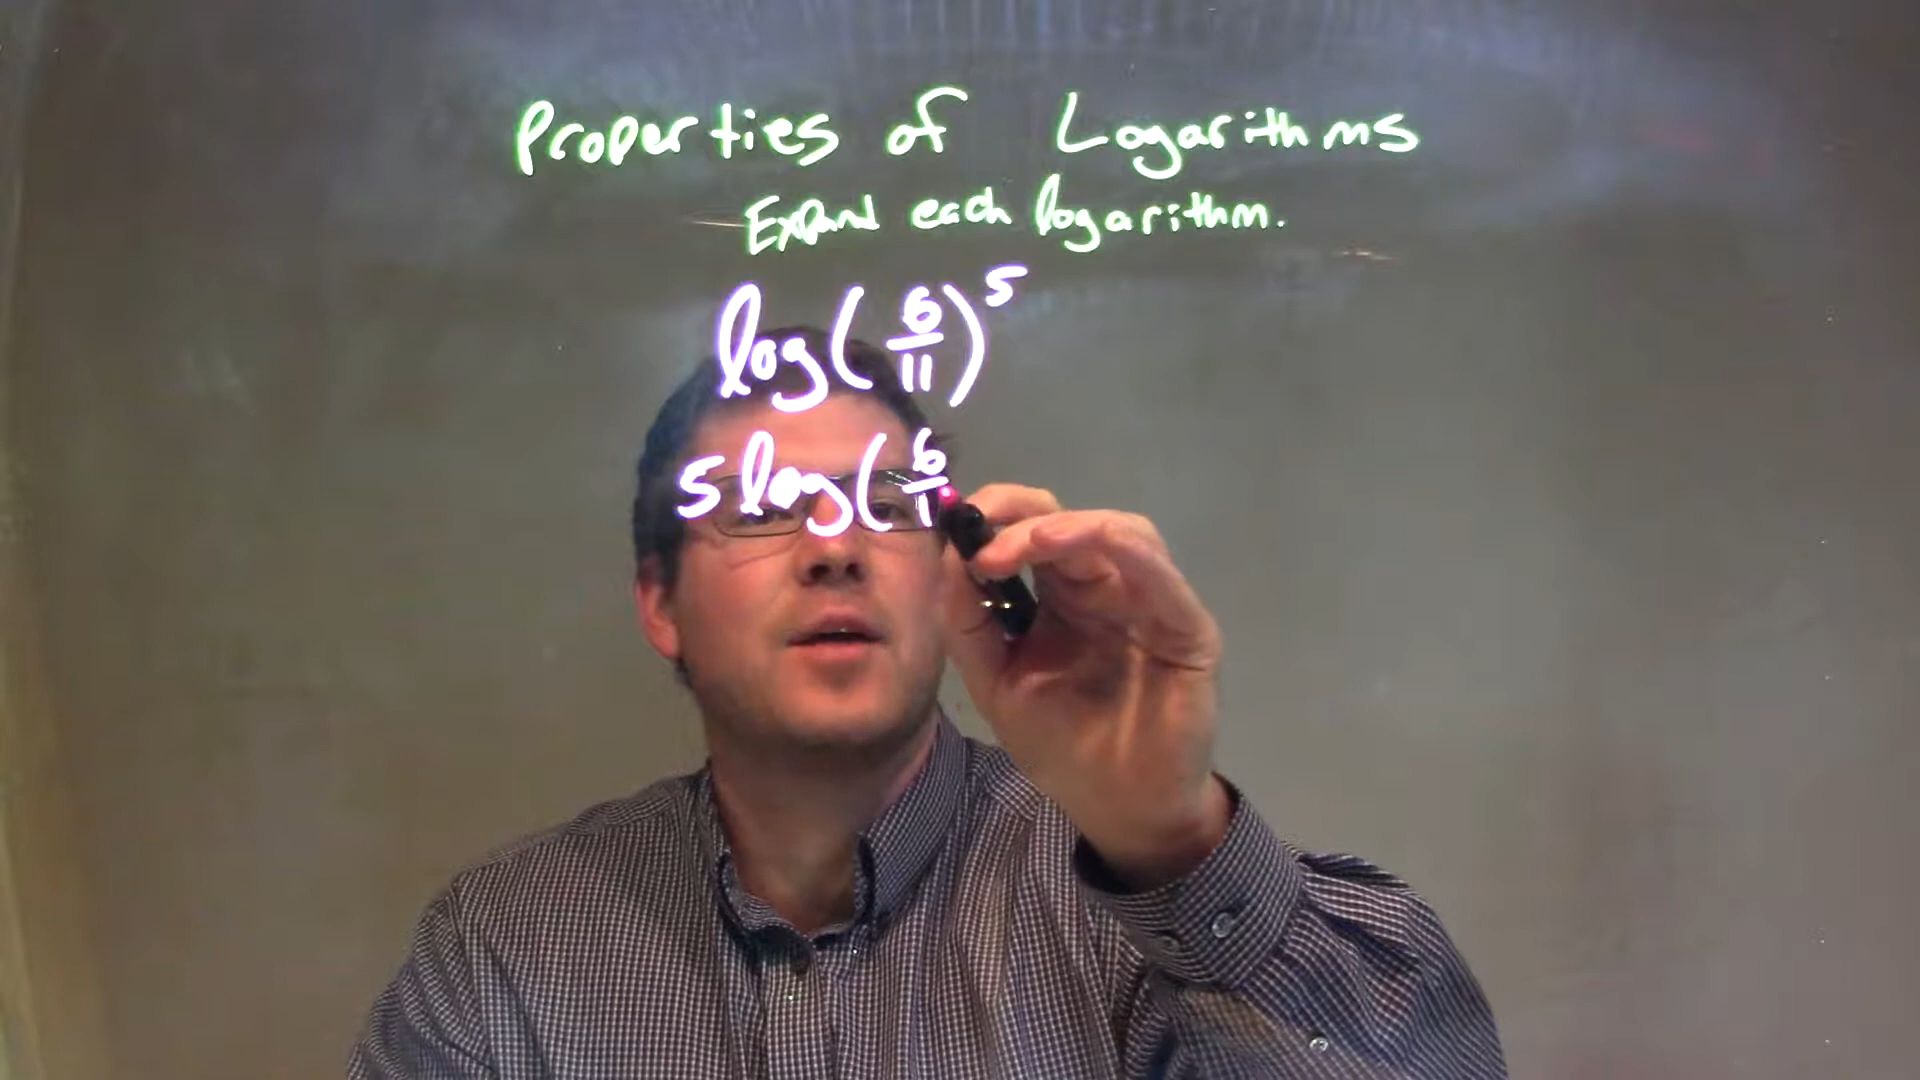 Properties of Logarithms
Expand each logarithm.
log(6/11)^5
5 log(6/1